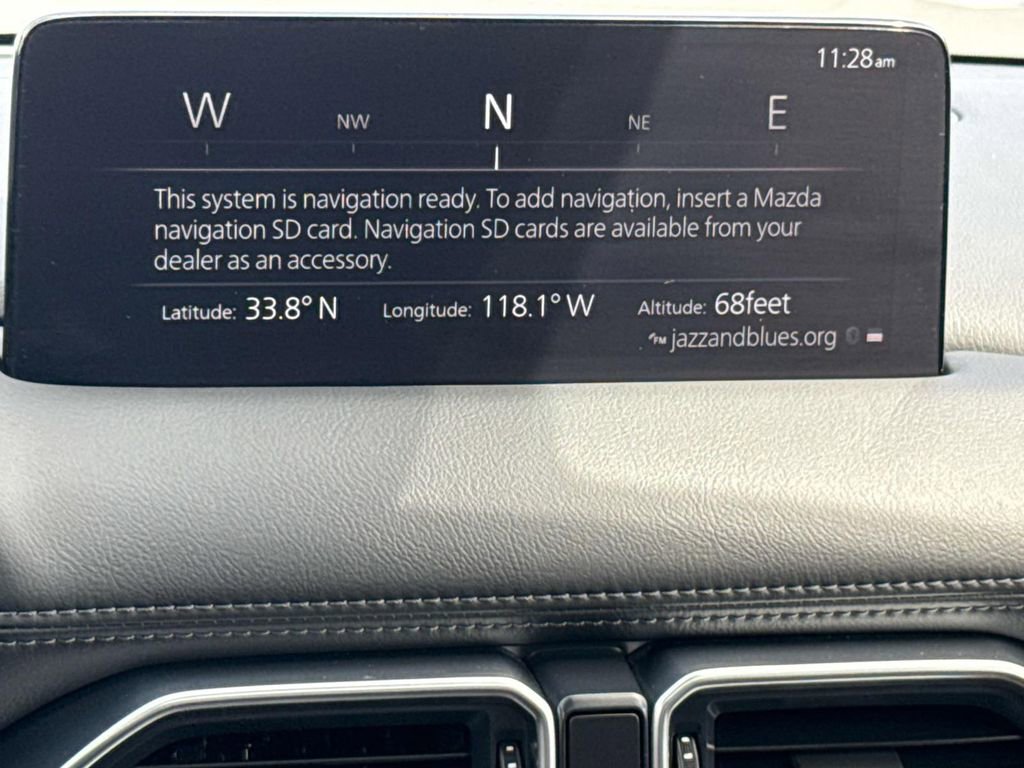 11:28am
W NW N NE E
This system is navigation ready. To add navigation, insert a Mazda
navigation SD card. Navigation SD cards are available from your
dealer as an accessory.
Latitude: 33.8° N Longitude: 118.1° W Altitude: 68feet
FM jazzandblues.org